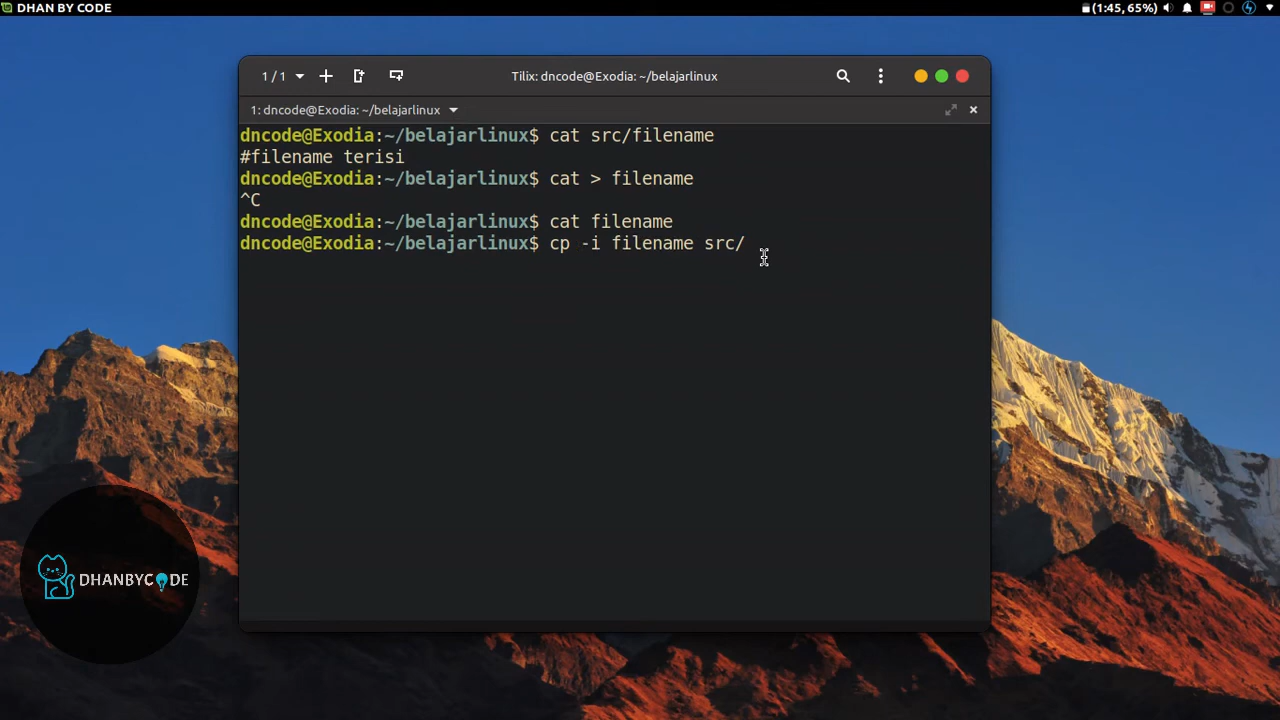 DHAN BY CODE
(1:45, 65%)
1 / 1
Tilix: dncode@Exodia: ~/belajarlinux
1: dncode@Exodia: ~/belajarlinux
dncode@Exodia:~/belajarlinux$ cat src/filename
#filename terisi
dncode@Exodia:~/belajarlinux$ cat > filename
^C
dncode@Exodia:~/belajarlinux$ cat filename
dncode@Exodia:~/belajarlinux$ cp -i filename src/
DHANBYCODE